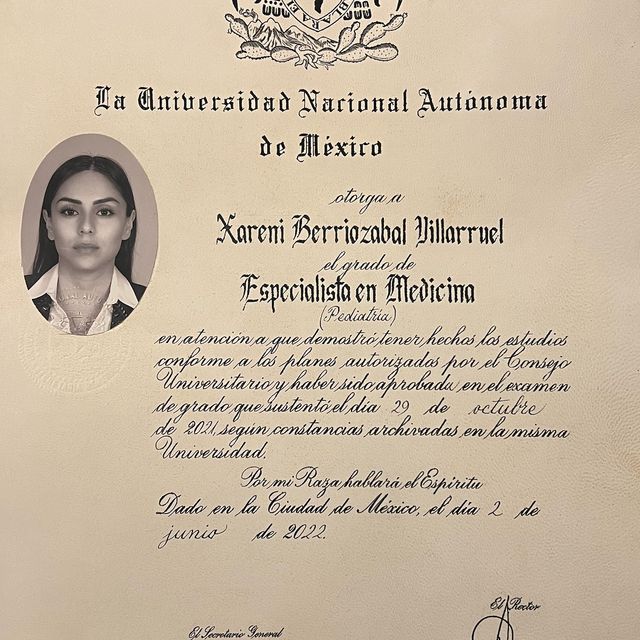 La Universidad Nacional Autónoma
de México
otorga a
Xareni Berriozabal Villarruel
el grado de
Especialista en Medicina
(Pediatría)
en atención a que demostró tener hechos los estudios
conforme a los planes autorizados por el Consejo
Universitario y haber sido aprobada en el examen
de grado que sustentó el día 29 de octubre
de 2021, según constancias archivadas en la misma
Universidad.
Por mi Raza hablará el Espíritu
Dado en la Ciudad de México, el día 2 de
junio de 2022.
El Rector
El Secretario General